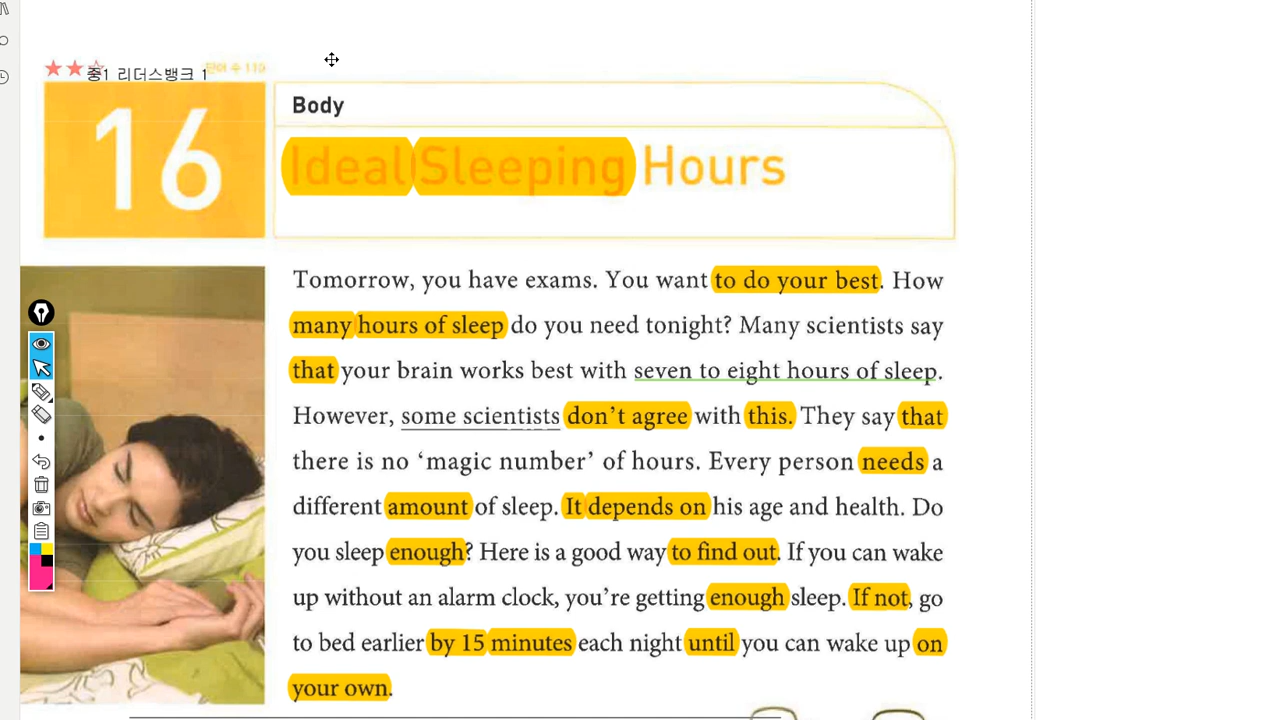 중1 리더스뱅크 1
단어 수 110
16
Body
Ideal Sleeping Hours
Tomorrow, you have exams. You want to do your best. How
many hours of sleep do you need tonight? Many scientists say
that your brain works best with seven to eight hours of sleep.
However, some scientists don't agree with this. They say that
there is no ‘magic number’ of hours. Every person needs a
different amount of sleep. It depends on his age and health. Do
you sleep enough? Here is a good way to find out. If you can wake
up without an alarm clock, you're getting enough sleep. If not, go
to bed earlier by 15 minutes each night until you can wake up on
your own.